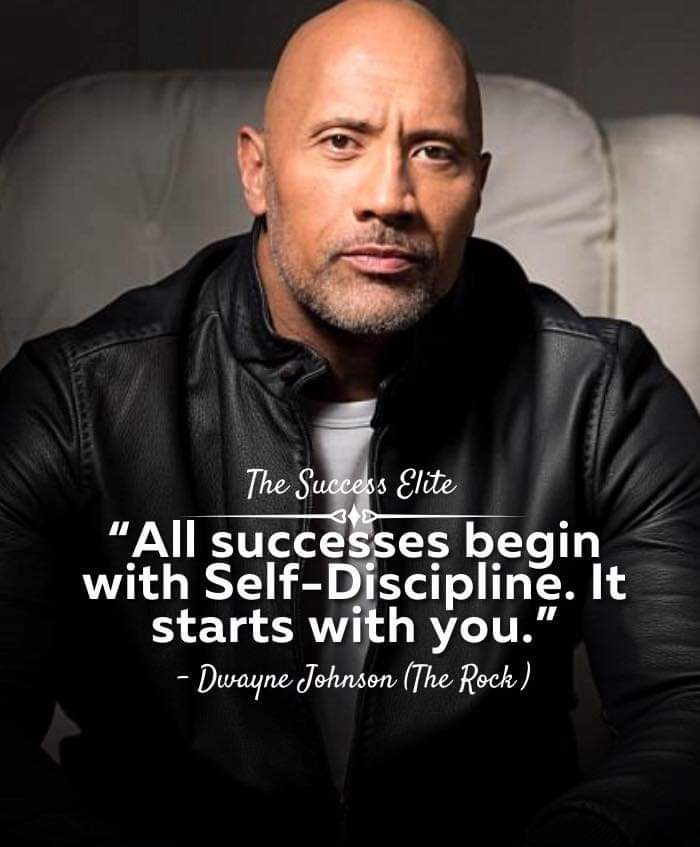 The Success Elite
“All successes begin
with Self-Discipline. It
starts with you.”
- Dwayne Johnson (The Rock )